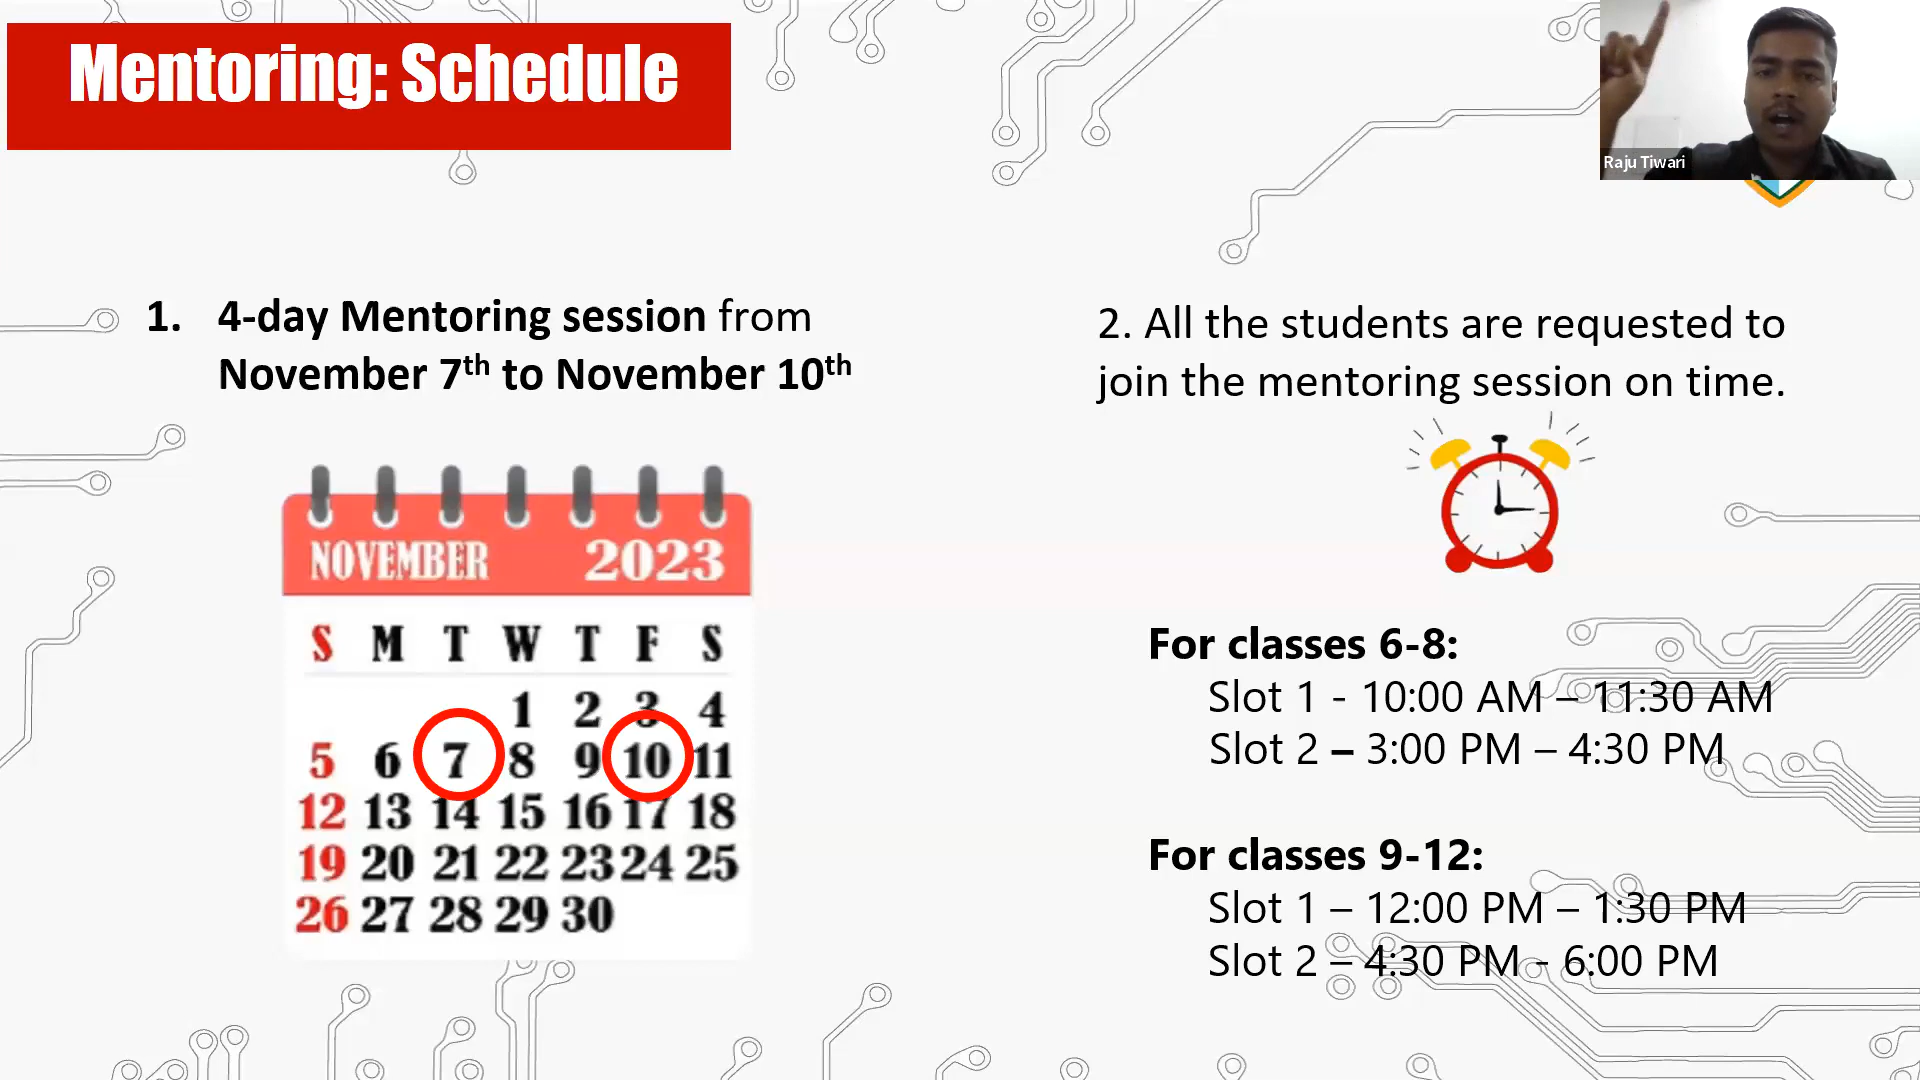 Mentoring: Schedule
Raju Tiwari
1. 4-day Mentoring session from
November 7th to November 10th
NOVEMBER 2023
S M T W T F S
1 2 3 4
5 6 7 8 9 10 11
12 13 14 15 16 17 18
19 20 21 22 23 24 25
26 27 28 29 30
2. All the students are requested to
join the mentoring session on time.
For classes 6-8:
Slot 1 - 10:00 AM – 11:30 AM
Slot 2 – 3:00 PM – 4:30 PM
For classes 9-12:
Slot 1 – 12:00 PM – 1:30 PM
Slot 2 – 4:30 PM - 6:00 PM